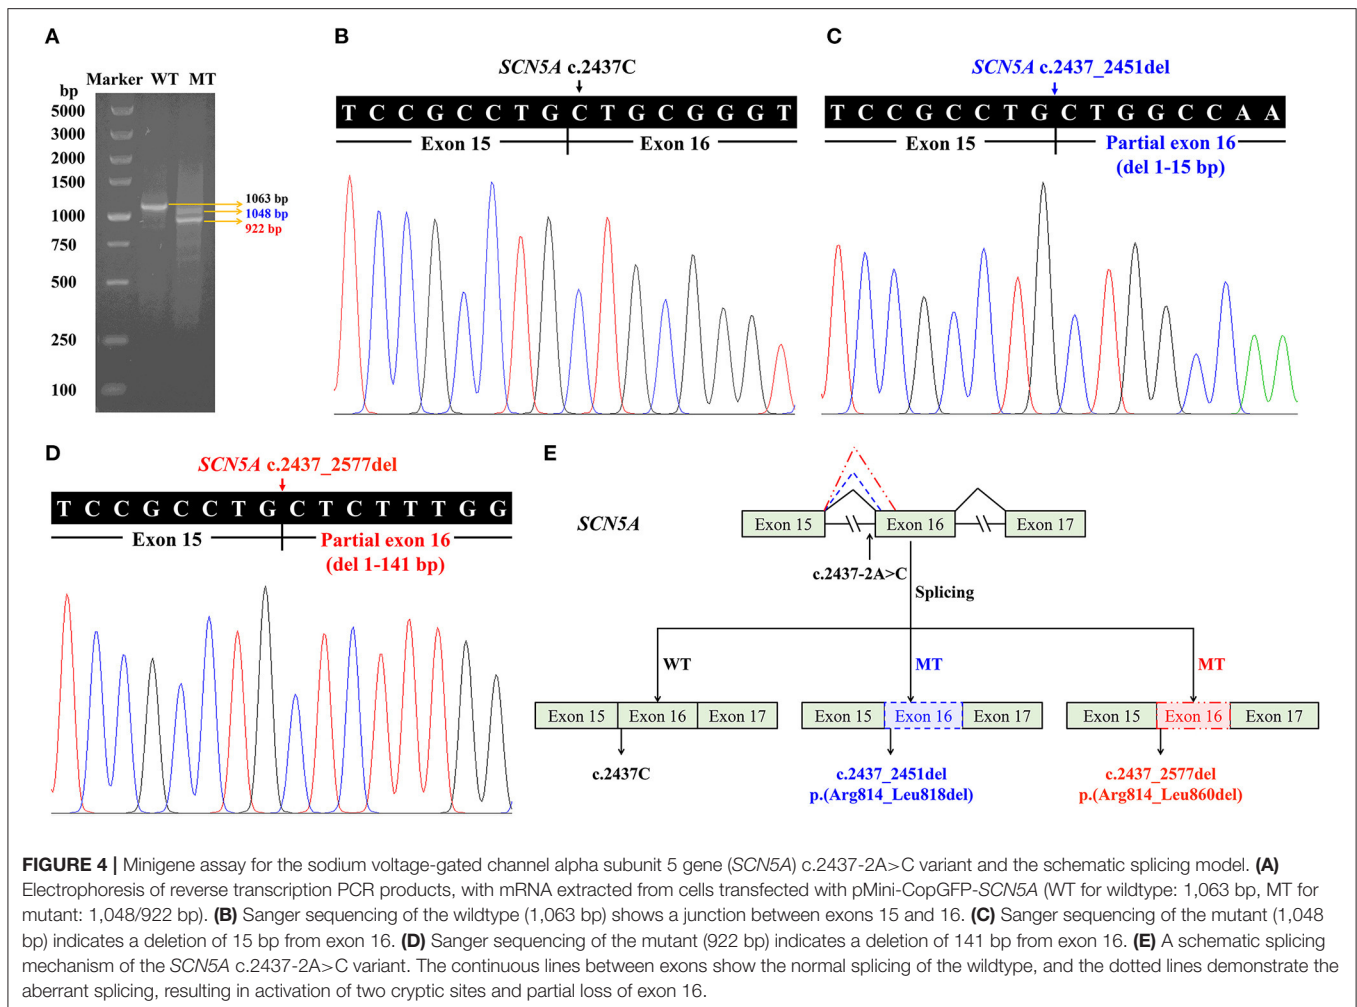 A
Marker WT MT
bp
5000
3000
2000
1500
1000
750
500
250
100
1063 bp
1048 bp
922 bp
B
SCN5A c.2437C
T C C G C C T G C T G C G G G T
Exon 15 Exon 16
C
SCN5A c.2437_2451del
T C C G C C T G C T G G C C A A
Exon 15 Partial exon 16
(del 1-15 bp)
D
SCN5A c.2437_2577del
T C C G C C T G C T C T T T G G
Exon 15 Partial exon 16
(del 1-141 bp)
E
SCN5A
Exon 15 Exon 16 Exon 17
c.2437-2A>C
Splicing
WT MT MT
Exon 15 Exon 16 Exon 17
c.2437C
Exon 15 Exon 16 Exon 17
c.2437_2451del
p.(Arg814_Leu818del)
Exon 15 Exon 16 Exon 17
c.2437_2577del
p.(Arg814_Leu860del)
FIGURE 4 | Minigene assay for the sodium voltage-gated channel alpha subunit 5 gene (SCN5A) c.2437-2A>C variant and the schematic splicing model. (A)
Electrophoresis of reverse transcription PCR products, with mRNA extracted from cells transfected with pMini-CopGFP-SCN5A (WT for wildtype: 1,063 bp, MT for
mutant: 1,048/922 bp). (B) Sanger sequencing of the wildtype (1,063 bp) shows a junction between exons 15 and 16. (C) Sanger sequencing of the mutant (1,048
bp) indicates a deletion of 15 bp from exon 16. (D) Sanger sequencing of the mutant (922 bp) indicates a deletion of 141 bp from exon 16. (E) A schematic splicing
mechanism of the SCN5A c.2437-2A>C variant. The continuous lines between exons show the normal splicing of the wildtype, and the dotted lines demonstrate the
aberrant splicing, resulting in activation of two cryptic sites and partial loss of exon 16.